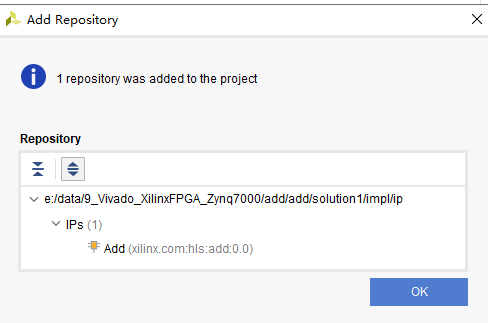 Add Repository
1 repository was added to the project
Repository
e:/data/9_Vivado_XilinxFPGA_Zynq7000/add/add/solution1/impl/ip
IPs (1)
Add (xilinx.com:hls:add:0.0)
OK